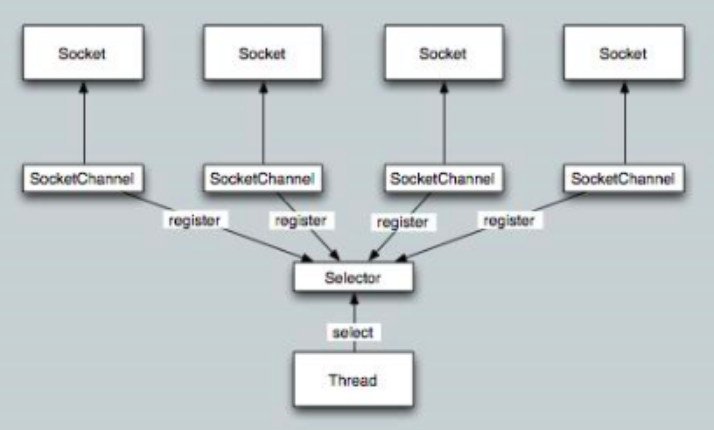 Socket
Socket
Socket
Socket
SocketChannel
SocketChannel
SocketChannel
SocketChannel
register
register
register
register
Selector
select
Thread